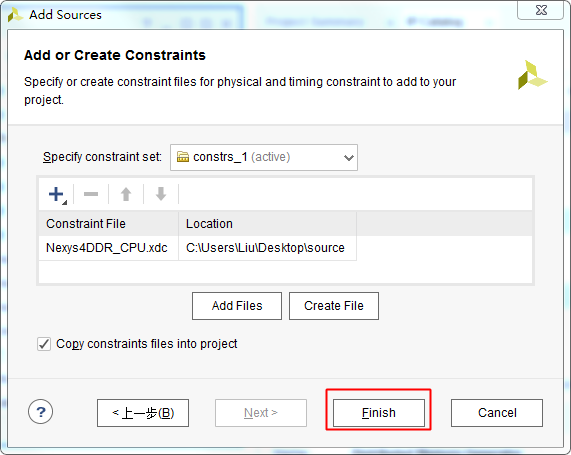 Add Sources
Add or Create Constraints
Specify or create constraint files for physical and timing constraint to add to your
project.
Specify constraint set: constrs_1 (active)
Constraint File Location
Nexys4DDR_CPU.xdc C:\Users\Liu\Desktop\source
Add Files Create File
Copy constraints files into project
? < 上一步(B) Next > Finish Cancel